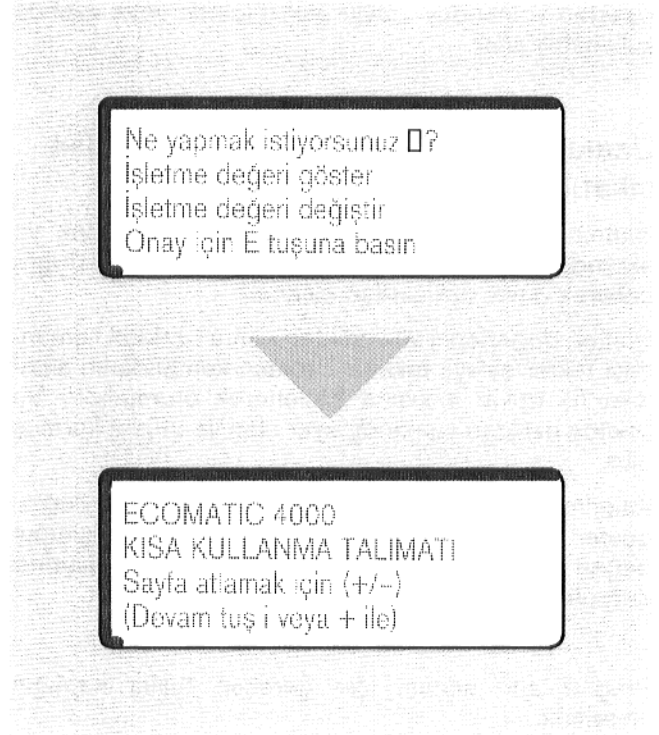 Ne yapmak istiyorsunuz ▯?
İşletme değeri göster
İşletme değeri değiştir
Onay için E tuşuna basın
ECOMATIC 4000
KISA KULLANMA TALIMATI
Sayfa atlamak için (+/–)
(Devam tuş i veya + ile)